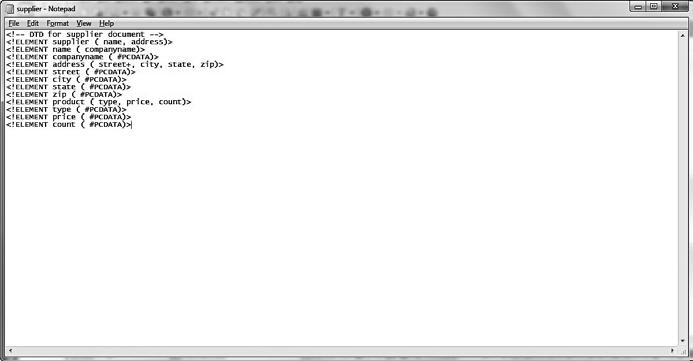 supplier - Notepad
File Edit Format View Help
<!-- DTD for supplier document -->
<!ELEMENT supplier ( name, address)>
<!ELEMENT name ( companyname)>
<!ELEMENT companyname ( #PCDATA)>
<!ELEMENT address ( street+, city, state, zip)>
<!ELEMENT street ( #PCDATA)>
<!ELEMENT city ( #PCDATA)>
<!ELEMENT state ( #PCDATA)>
<!ELEMENT zip ( #PCDATA)>
<!ELEMENT product ( type, price, count)>
<!ELEMENT type ( #PCDATA)>
<!ELEMENT price ( #PCDATA)>
<!ELEMENT count ( #PCDATA)>